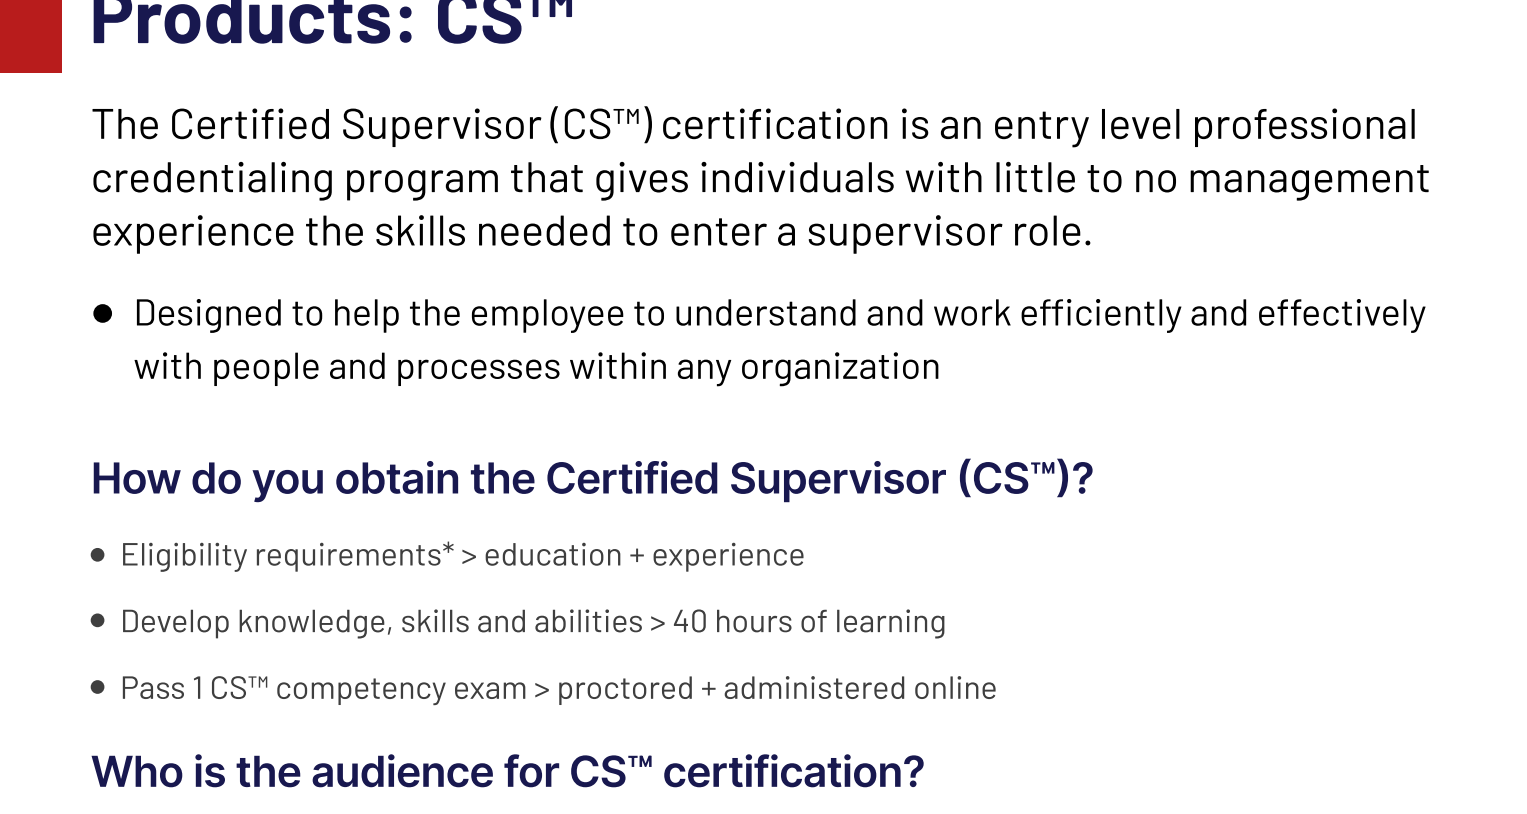 Products: CS™
The Certified Supervisor (CS™) certification is an entry level professional
credentialing program that gives individuals with little to no management
experience the skills needed to enter a supervisor role.
● Designed to help the employee to understand and work efficiently and effectively
with people and processes within any organization
How do you obtain the Certified Supervisor (CS™)?
● Eligibility requirements* > education + experience
● Develop knowledge, skills and abilities > 40 hours of learning
● Pass 1 CS™ competency exam > proctored + administered online
Who is the audience for CS™ certification?